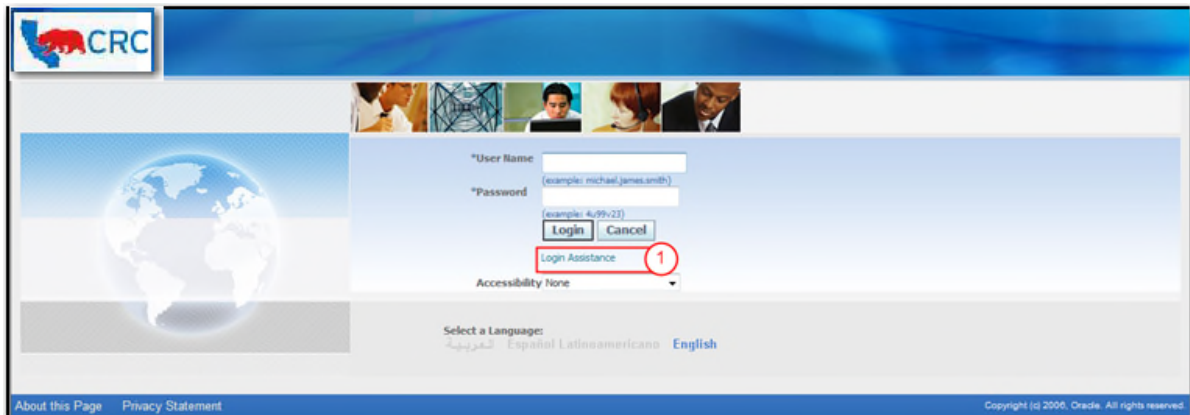 CRC
*User Name
(example: michael.james.smith)
*Password
(example: 4u99v23)
Login Cancel
Login Assistance 1
Accessibility None
Select a Language:
العربية Español Latinoamericano English
About this Page Privacy Statement Copyright (c) 2006, Oracle. All rights reserved.